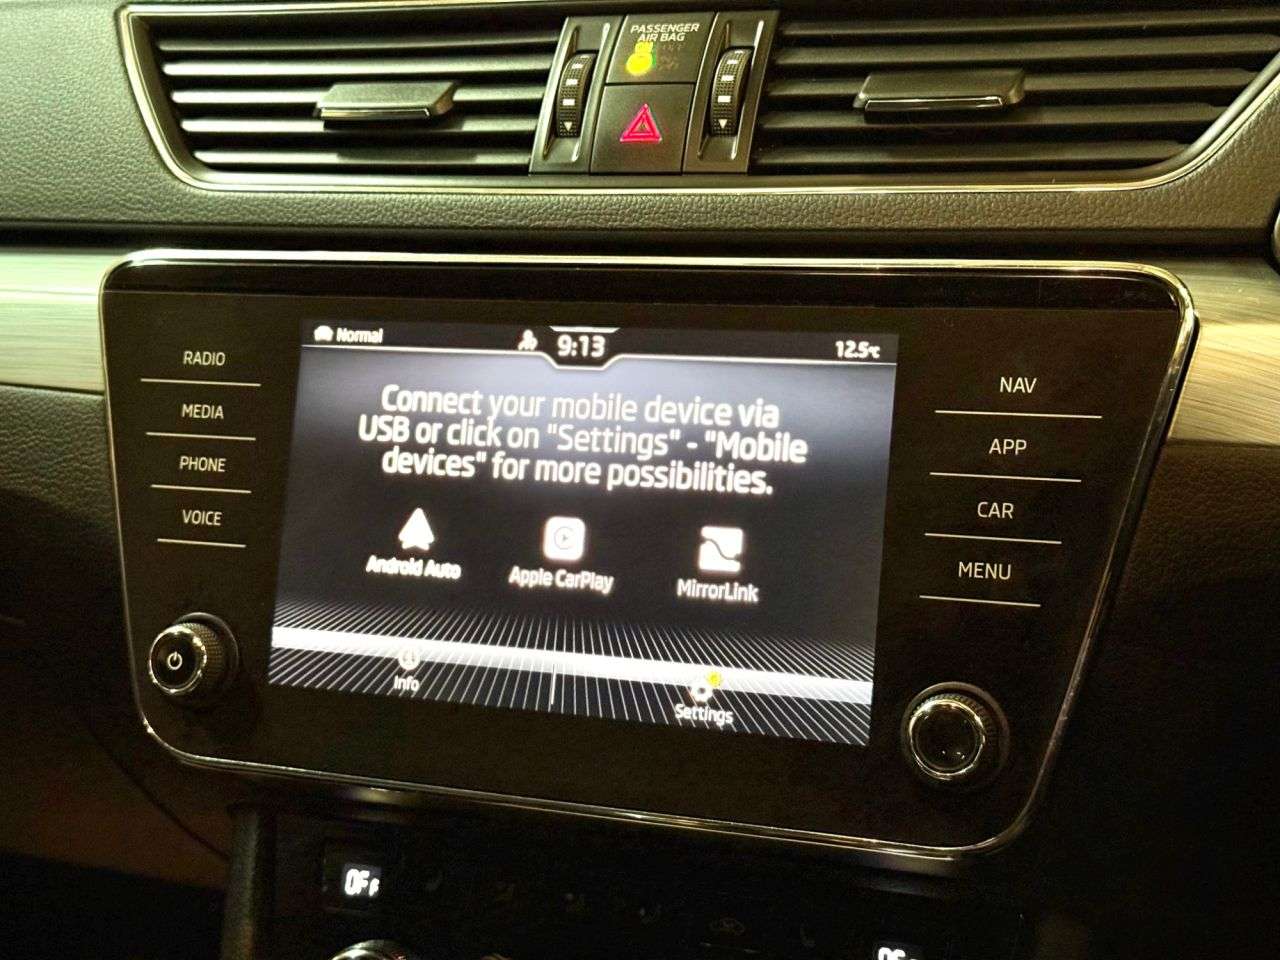 PASSENGER
AIR BAG
ON
Normal
9:13
12.5°C
RADIO
MEDIA
PHONE
VOICE
Connect your mobile device via
USB or click on "Settings" - "Mobile
devices" for more possibilities.
Android Auto
Apple CarPlay
MirrorLink
Info
Settings
NAV
APP
CAR
MENU
OFF